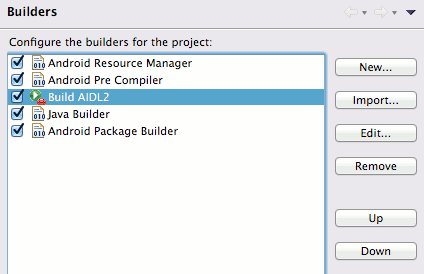 Builders
Configure the builders for the project:
Android Resource Manager
Android Pre Compiler
Build AIDL2
Java Builder
Android Package Builder
New...
Import...
Edit...
Remove
Up
Down